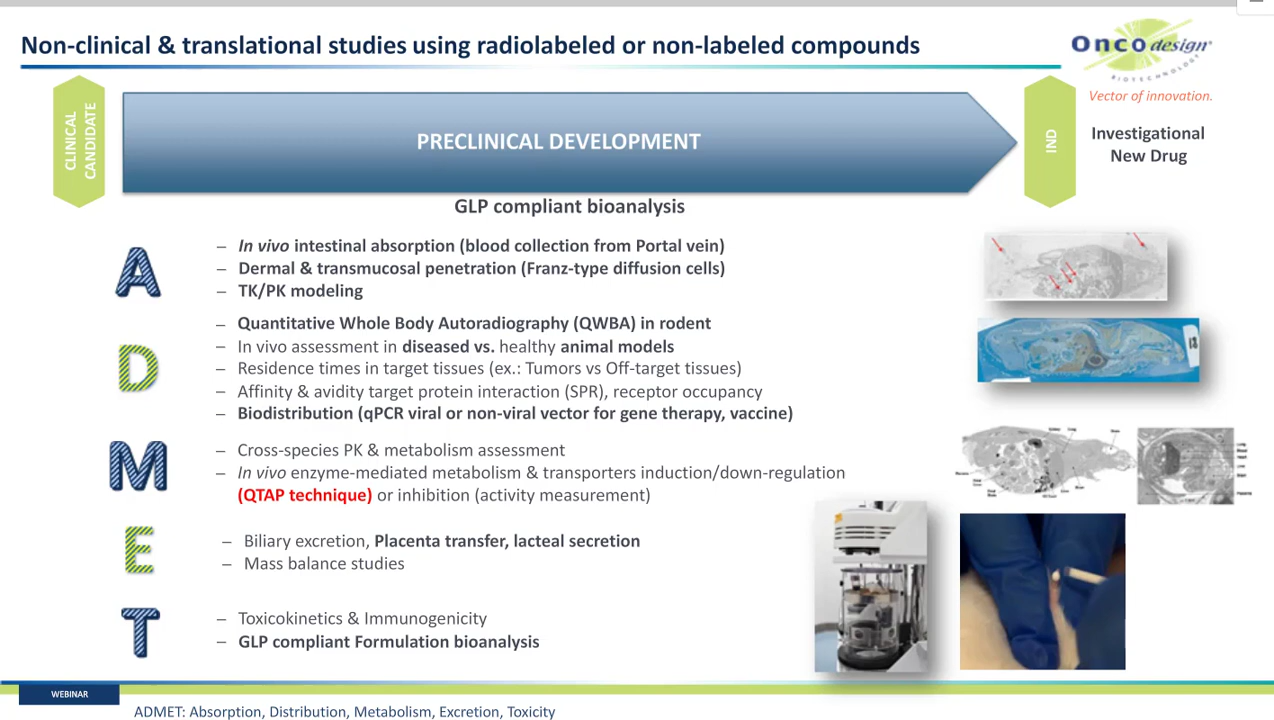 Non-clinical & translational studies using radiolabeled or non-labeled compounds
Oncodesign
BIOTECHNOLOGY
Vector of innovation.
CLINICAL
CANDIDATE
PRECLINICAL DEVELOPMENT
IND
Investigational
New Drug
GLP compliant bioanalysis
A
– In vivo intestinal absorption (blood collection from Portal vein)
– Dermal & transmucosal penetration (Franz-type diffusion cells)
– TK/PK modeling
D
– Quantitative Whole Body Autoradiography (QWBA) in rodent
– In vivo assessment in diseased vs. healthy animal models
– Residence times in target tissues (ex.: Tumors vs Off-target tissues)
– Affinity & avidity target protein interaction (SPR), receptor occupancy
– Biodistribution (qPCR viral or non-viral vector for gene therapy, vaccine)
M
– Cross-species PK & metabolism assessment
– In vivo enzyme-mediated metabolism & transporters induction/down-regulation
(QTAP technique) or inhibition (activity measurement)
E
– Biliary excretion, Placenta transfer, lacteal secretion
– Mass balance studies
T
– Toxicokinetics & Immunogenicity
– GLP compliant Formulation bioanalysis
WEBINAR
ADMET: Absorption, Distribution, Metabolism, Excretion, Toxicity